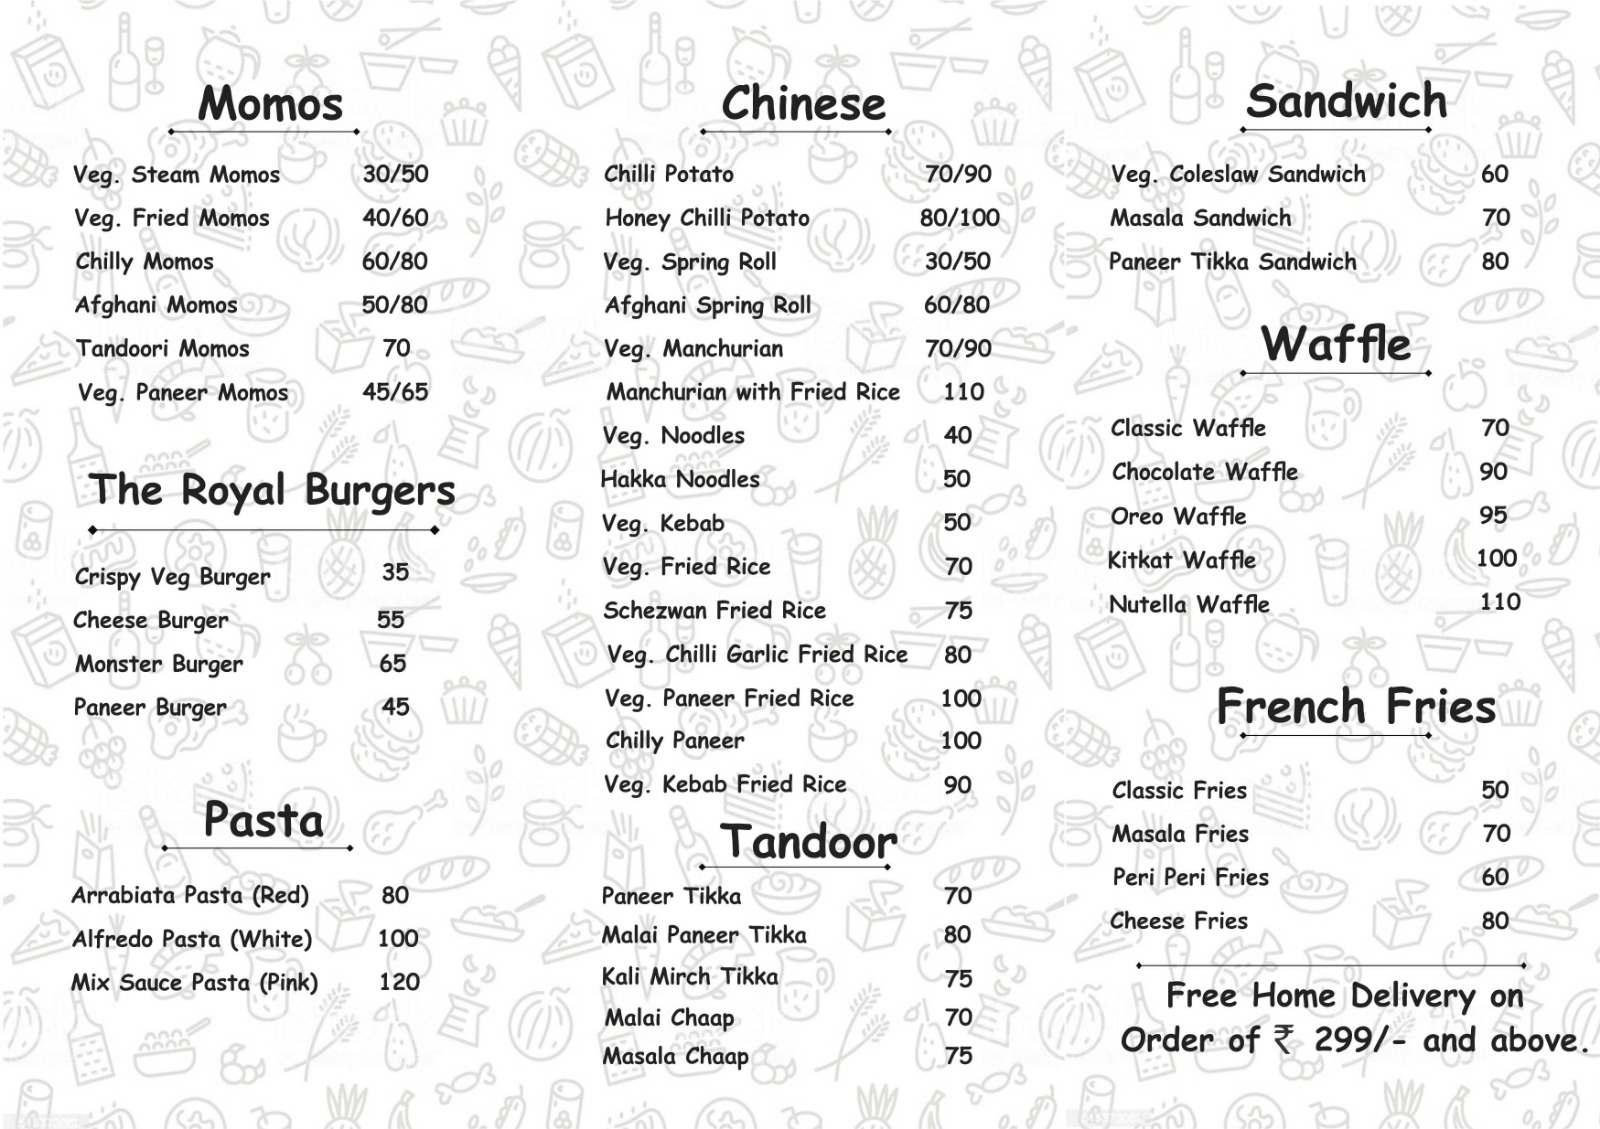 Momos
Veg. Steam Momos 30/50
Veg. Fried Momos 40/60
Chilly Momos 60/80
Afghani Momos 50/80
Tandoori Momos 70
Veg. Paneer Momos 45/65
The Royal Burgers
Crispy Veg Burger 35
Cheese Burger 55
Monster Burger 65
Paneer Burger 45
Pasta
Arrabiata Pasta (Red) 80
Alfredo Pasta (White) 100
Mix Sauce Pasta (Pink) 120
Chinese
Chilli Potato 70/90
Honey Chilli Potato 80/100
Veg. Spring Roll 30/50
Afghani Spring Roll 60/80
Veg. Manchurian 70/90
Manchurian with Fried Rice 110
Veg. Noodles 40
Hakka Noodles 50
Veg. Kebab 50
Veg. Fried Rice 70
Schezwan Fried Rice 75
Veg. Chilli Garlic Fried Rice 80
Veg. Paneer Fried Rice 100
Chilly Paneer 100
Veg. Kebab Fried Rice 90
Tandoor
Paneer Tikka 70
Malai Paneer Tikka 80
Kali Mirch Tikka 75
Malai Chaap 70
Masala Chaap 75
Sandwich
Veg. Coleslaw Sandwich 60
Masala Sandwich 70
Paneer Tikka Sandwich 80
Waffle
Classic Waffle 70
Chocolate Waffle 90
Oreo Waffle 95
Kitkat Waffle 100
Nutella Waffle 110
French Fries
Classic Fries 50
Masala Fries 70
Peri Peri Fries 60
Cheese Fries 80
Free Home Delivery on
Order of ₹ 299/- and above.